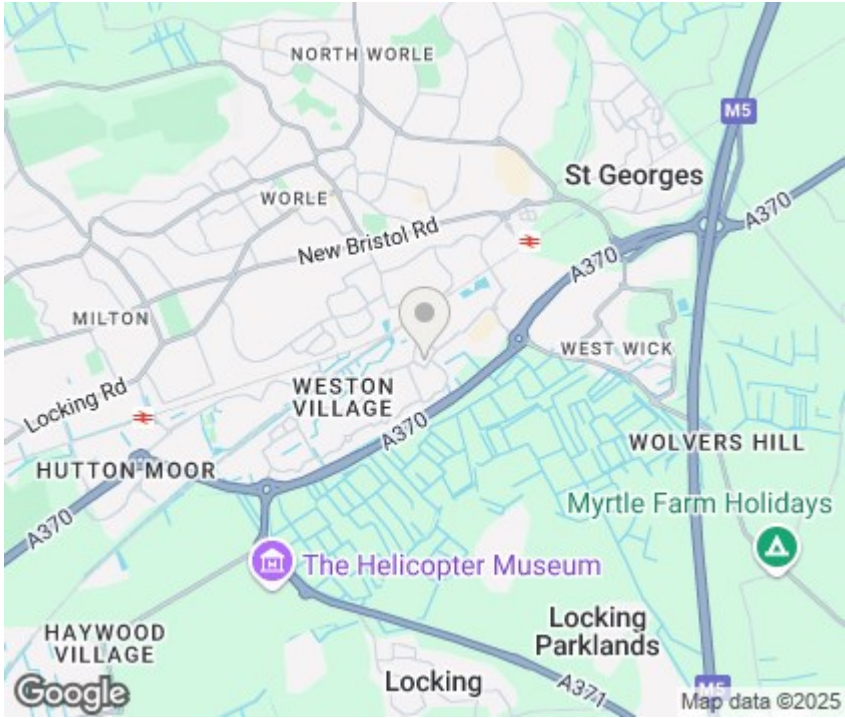 NORTH WORLE
M5
St Georges
A370
WORLE
New Bristol Rd
A370
MILTON
WEST WICK
WESTON
VILLAGE
Locking Rd
A370
WOLVERS HILL
HUTTON MOOR
Myrtle Farm Holidays
A370
The Helicopter Museum
HAYWOOD
VILLAGE
Locking
Parklands
Locking
A371
M5
Google
Map data ©2025